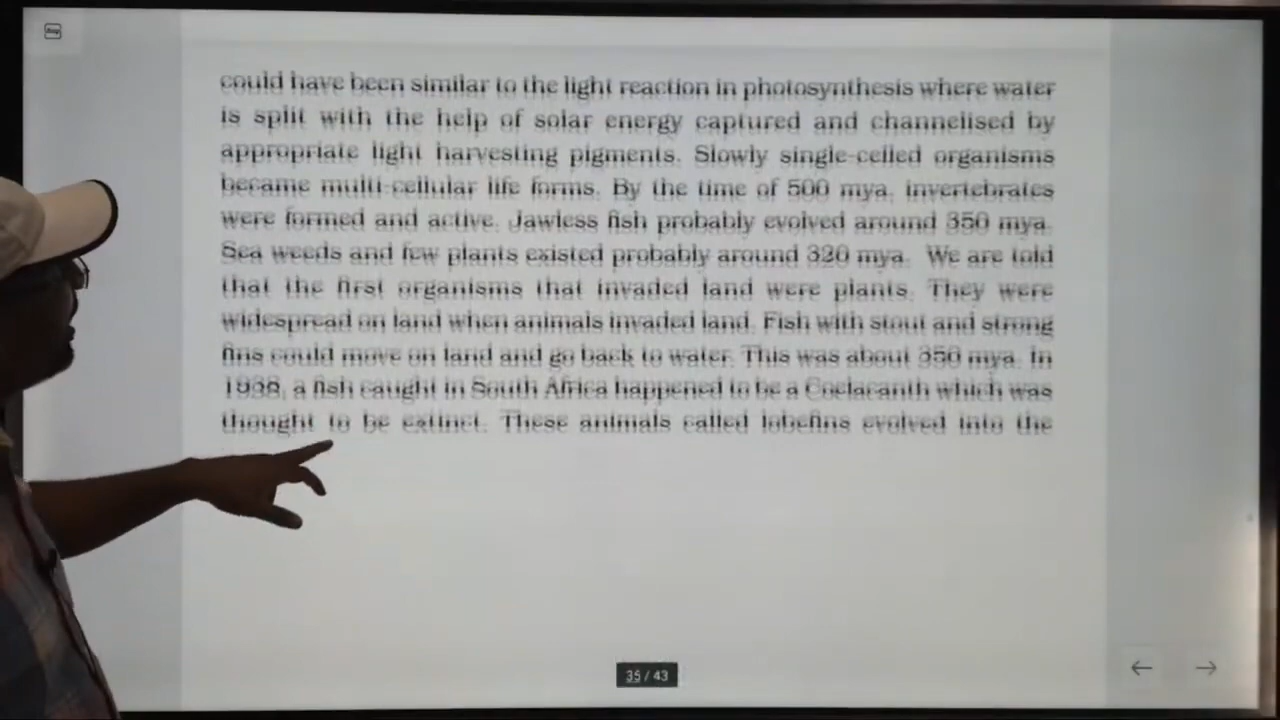 could have been similar to the light reaction in photosynthesis where water
is split with the help of solar energy captured and channelised by
appropriate light harvesting pigments. Slowly single-celled organisms
became multi-cellular life forms. By the time of 500 mya, invertebrates
were formed and active. Jawless fish probably evolved around 350 mya.
Sea weeds and few plants existed probably around 320 mya. We are told
that the first organisms that invaded land were plants. They were
widespread on land when animals invaded land. Fish with stout and strong
fins could move on land and go back to water. This was about 350 mya. In
1938, a fish caught in South Africa happened to be a Coelacanth which was
thought to be extinct. These animals called lobefins evolved into the
35 / 43